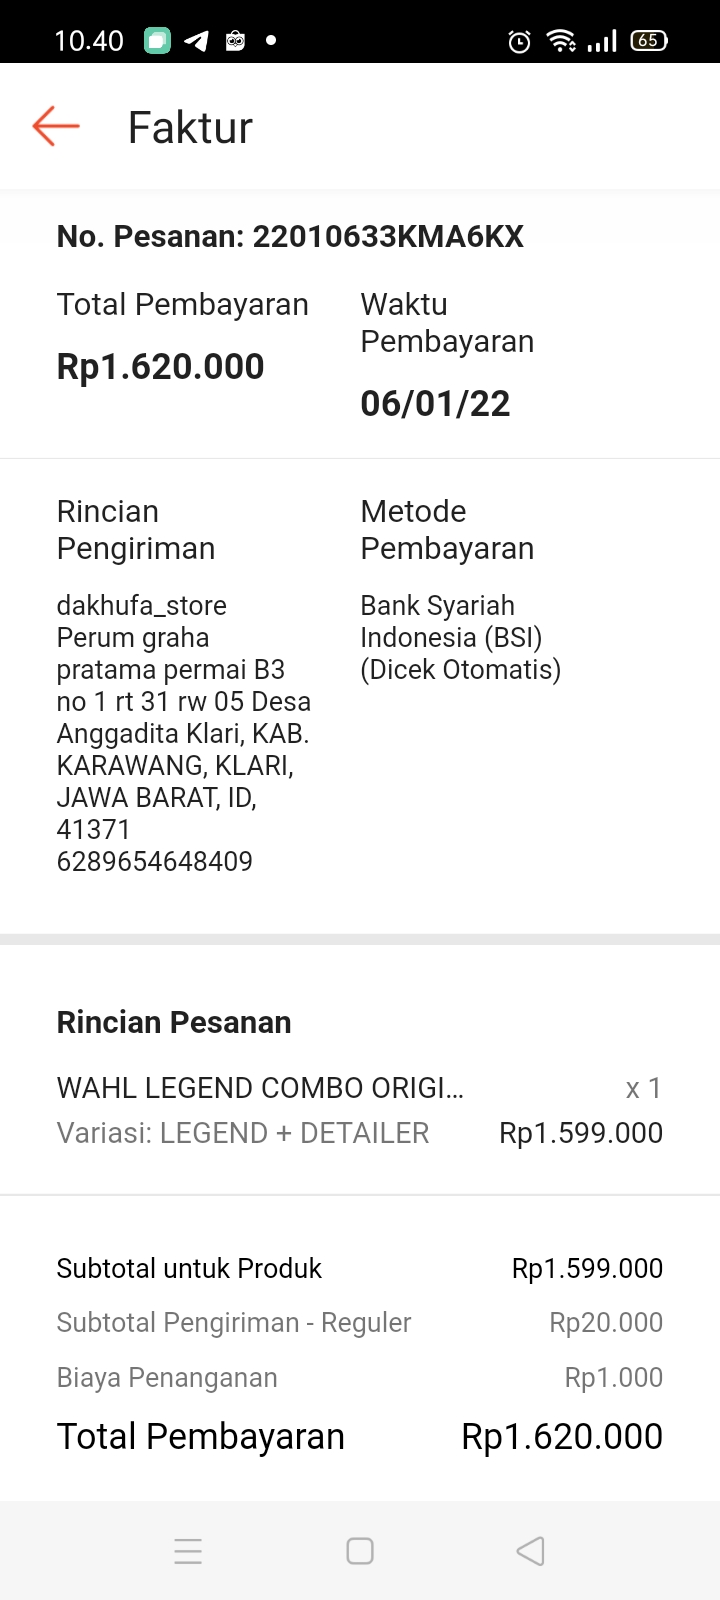 10.40
65
Faktur
No. Pesanan: 22010633KMA6KX
Total Pembayaran
Rp1.620.000
Waktu
Pembayaran
06/01/22
Rincian
Pengiriman
dakhufa_store
Perum graha
pratama permai B3
no 1 rt 31 rw 05 Desa
Anggadita Klari, KAB.
KARAWANG, KLARI,
JAWA BARAT, ID,
41371
6289654648409
Metode
Pembayaran
Bank Syariah
Indonesia (BSI)
(Dicek Otomatis)
Rincian Pesanan
WAHL LEGEND COMBO ORIGI... x 1
Variasi: LEGEND + DETAILER Rp1.599.000
Subtotal untuk Produk Rp1.599.000
Subtotal Pengiriman - Reguler Rp20.000
Biaya Penanganan Rp1.000
Total Pembayaran Rp1.620.000